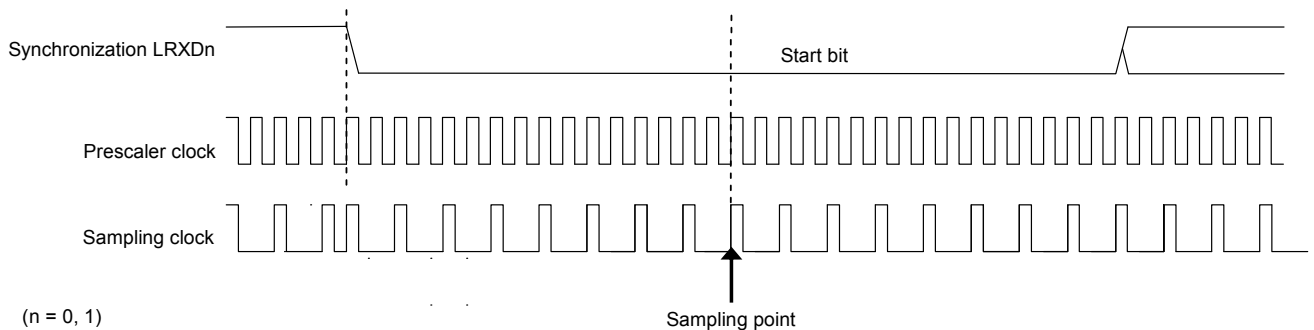 Synchronization LRXDn
Start bit
Prescaler clock
Sampling clock
(n = 0, 1)
Sampling point